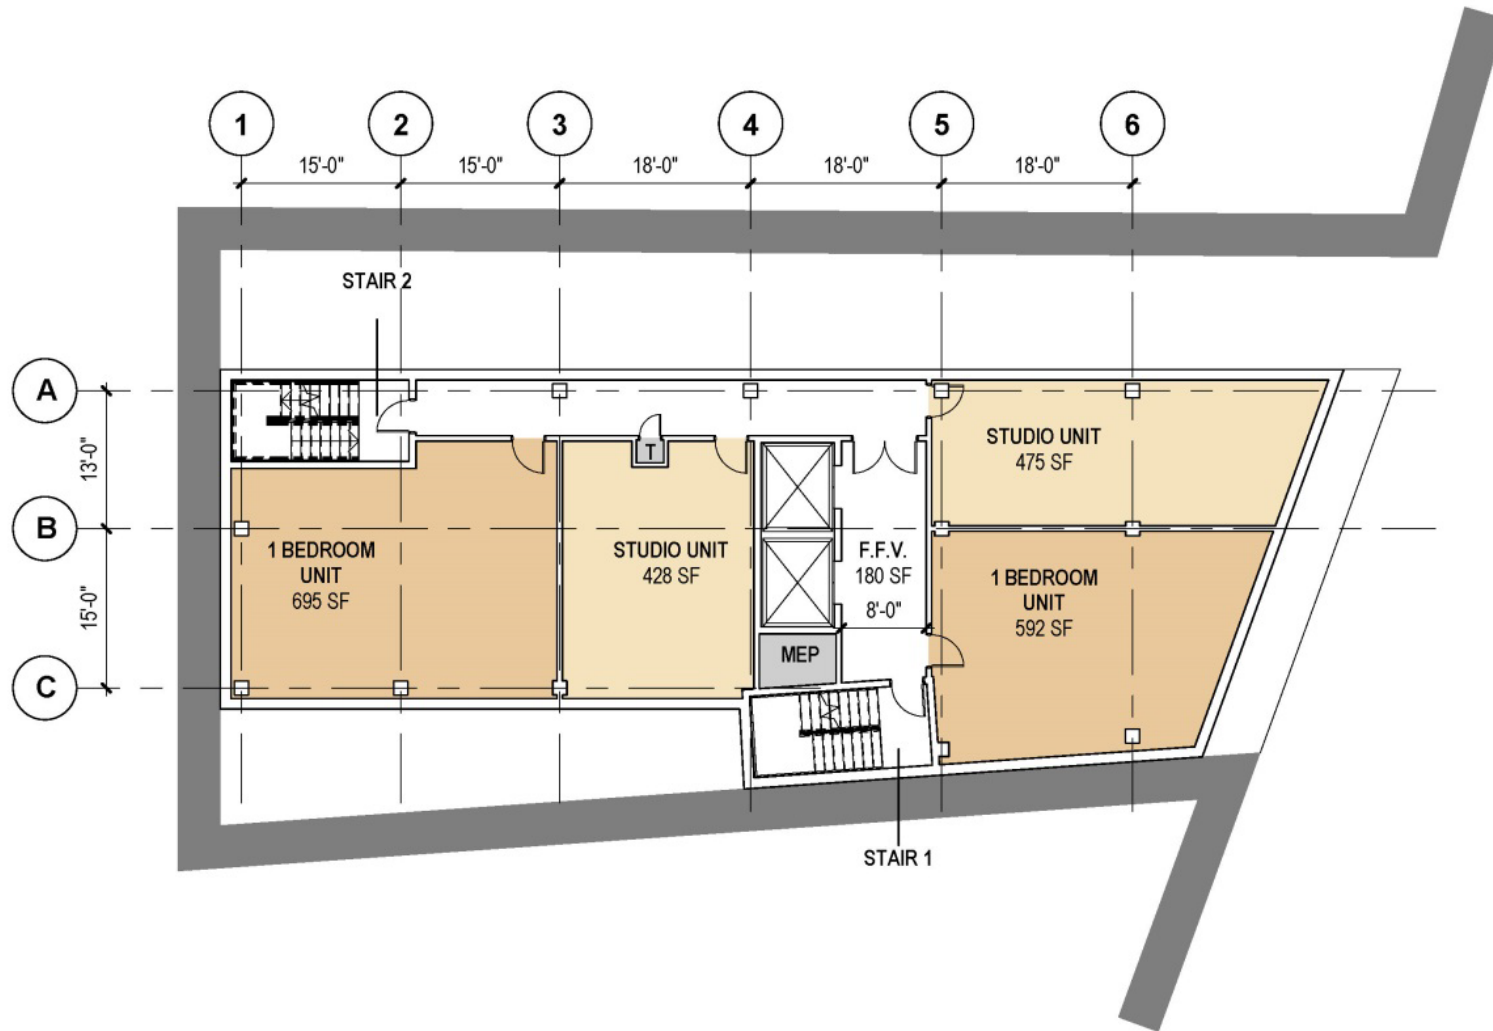 1
2
3
4
5
6
15'-0"
15'-0"
18'-0"
18'-0"
18'-0"
STAIR 2
A
13'-0"
B
15'-0"
C
T
STUDIO UNIT
475 SF
1 BEDROOM
UNIT
695 SF
STUDIO UNIT
428 SF
F.F.V.
180 SF
8'-0"
1 BEDROOM
UNIT
592 SF
MEP
STAIR 1